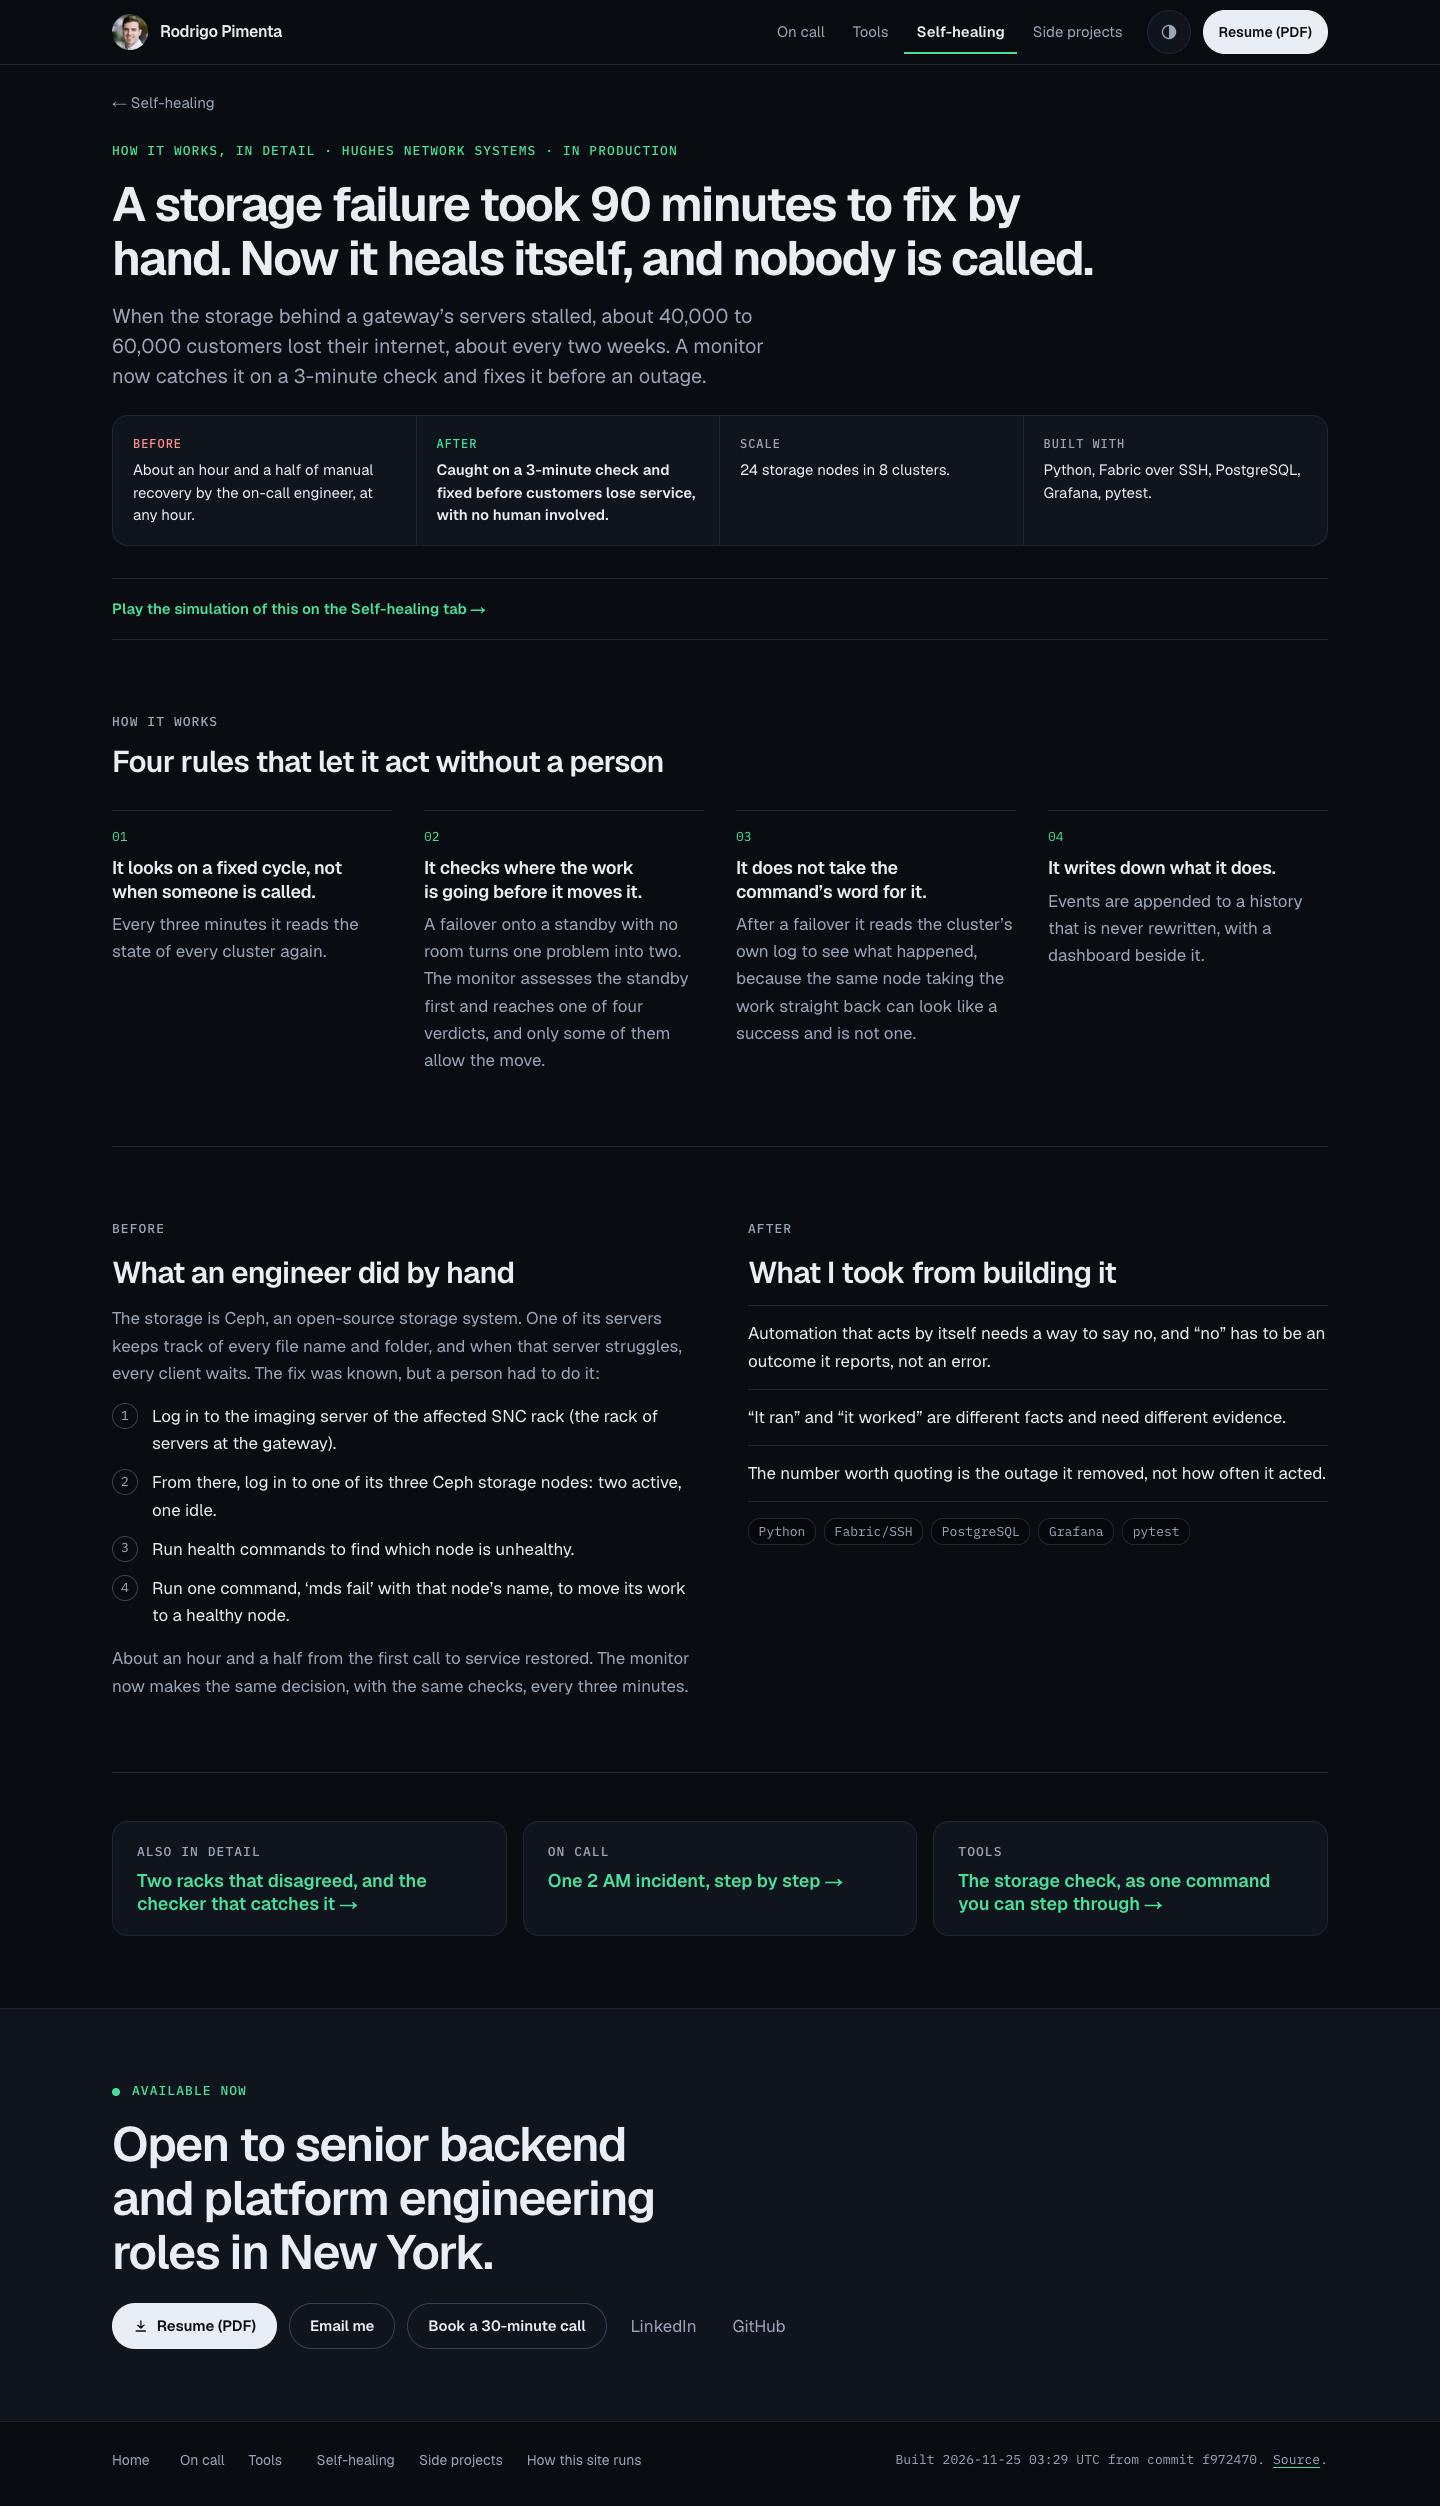 Rodrigo Pimenta
On call
Tools
Self-healing
Side projects
Resume (PDF)
← Self-healing
HOW IT WORKS, IN DETAIL · HUGHES NETWORK SYSTEMS · IN PRODUCTION
A storage failure took 90 minutes to fix by
hand. Now it heals itself, and nobody is called.
When the storage behind a gateway’s servers stalled, about 40,000 to
60,000 customers lost their internet, about every two weeks. A monitor
now catches it on a 3-minute check and fixes it before an outage.
BEFORE
About an hour and a half of manual
recovery by the on-call engineer, at
any hour.
AFTER
Caught on a 3-minute check and
fixed before customers lose service,
with no human involved.
SCALE
24 storage nodes in 8 clusters.
BUILT WITH
Python, Fabric over SSH, PostgreSQL,
Grafana, pytest.
Play the simulation of this on the Self-healing tab →
HOW IT WORKS
Four rules that let it act without a person
01
It looks on a fixed cycle, not
when someone is called.
Every three minutes it reads the
state of every cluster again.
02
It checks where the work
is going before it moves it.
A failover onto a standby with no
room turns one problem into two.
The monitor assesses the standby
first and reaches one of four
verdicts, and only some of them
allow the move.
03
It does not take the
command’s word for it.
After a failover it reads the cluster’s
own log to see what happened,
because the same node taking the
work straight back can look like a
success and is not one.
04
It writes down what it does.
Events are appended to a history
that is never rewritten, with a
dashboard beside it.
BEFORE
What an engineer did by hand
The storage is Ceph, an open-source storage system. One of its servers
keeps track of every file name and folder, and when that server struggles,
every client waits. The fix was known, but a person had to do it:
1 Log in to the imaging server of the affected SNC rack (the rack of
servers at the gateway).
2 From there, log in to one of its three Ceph storage nodes: two active,
one idle.
3 Run health commands to find which node is unhealthy.
4 Run one command, ‘mds fail’ with that node’s name, to move its work
to a healthy node.
About an hour and a half from the first call to service restored. The monitor
now makes the same decision, with the same checks, every three minutes.
AFTER
What I took from building it
Automation that acts by itself needs a way to say no, and “no” has to be an
outcome it reports, not an error.
“It ran” and “it worked” are different facts and need different evidence.
The number worth quoting is the outage it removed, not how often it acted.
Python
Fabric/SSH
PostgreSQL
Grafana
pytest
ALSO IN DETAIL
Two racks that disagreed, and the
checker that catches it →
ON CALL
One 2 AM incident, step by step →
TOOLS
The storage check, as one command
you can step through →
AVAILABLE NOW
Open to senior backend
and platform engineering
roles in New York.
Resume (PDF)
Email me
Book a 30-minute call
LinkedIn
GitHub
Home
On call
Tools
Self-healing
Side projects
How this site runs
Built 2026-11-25 03:29 UTC from commit f972470. Source.